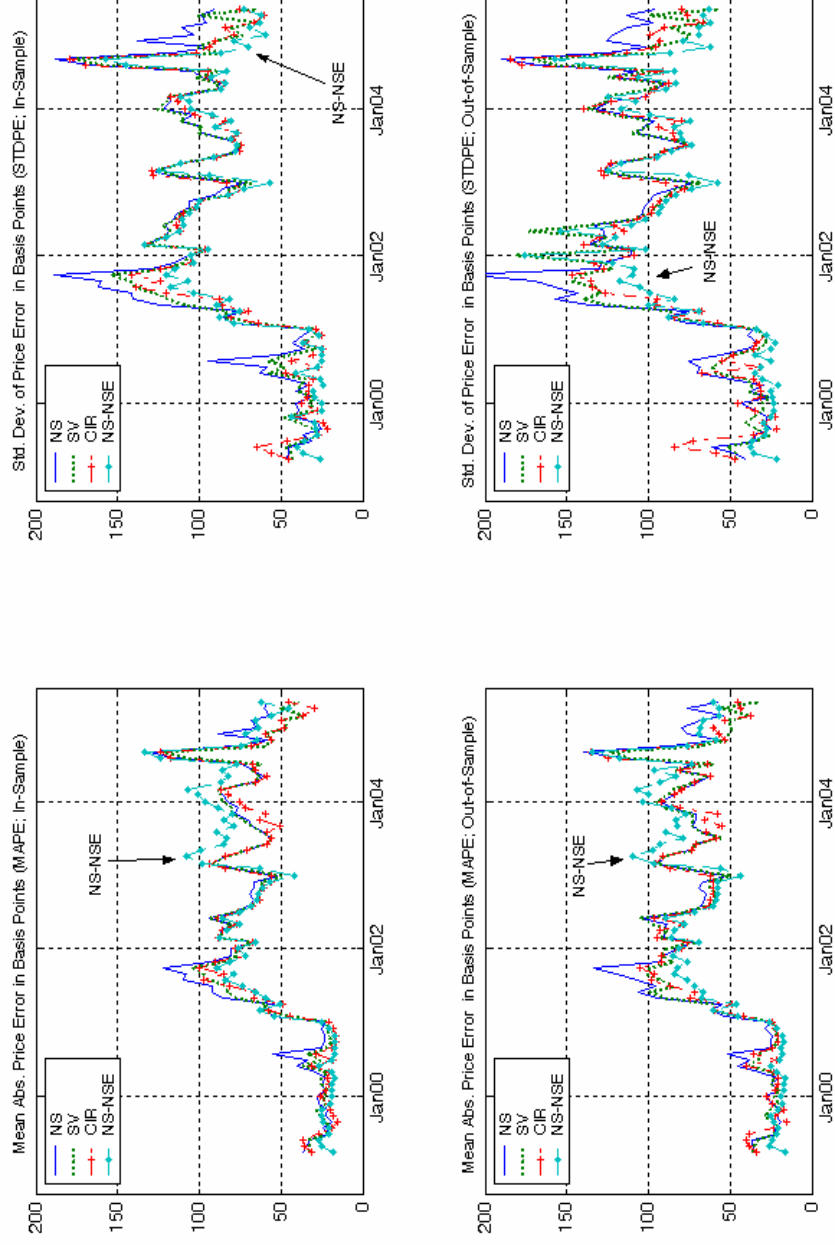 Mean Abs. Price Error in Basis Points (MAPE; In-Sample)
200
150
100
50
0
NS
SV
CIR
NS-NSE
NS-NSE
Jan00
Jan02
Jan04
Std. Dev. of Price Error in Basis Points (STDPE; In-Sample)
200
150
100
50
0
NS
SV
CIR
NS-NSE
NS-NSE
Jan00
Jan02
Jan04
Mean Abs. Price Error in Basis Points (MAPE; Out-of-Sample)
200
150
100
50
0
NS
SV
CIR
NS-NSE
NS-NSE
Jan00
Jan02
Jan04
Std. Dev. of Price Error in Basis Points (STDPE; Out-of-Sample)
200
150
100
50
0
NS
SV
CIR
NS-NSE
NS-NSE
Jan00
Jan02
Jan04